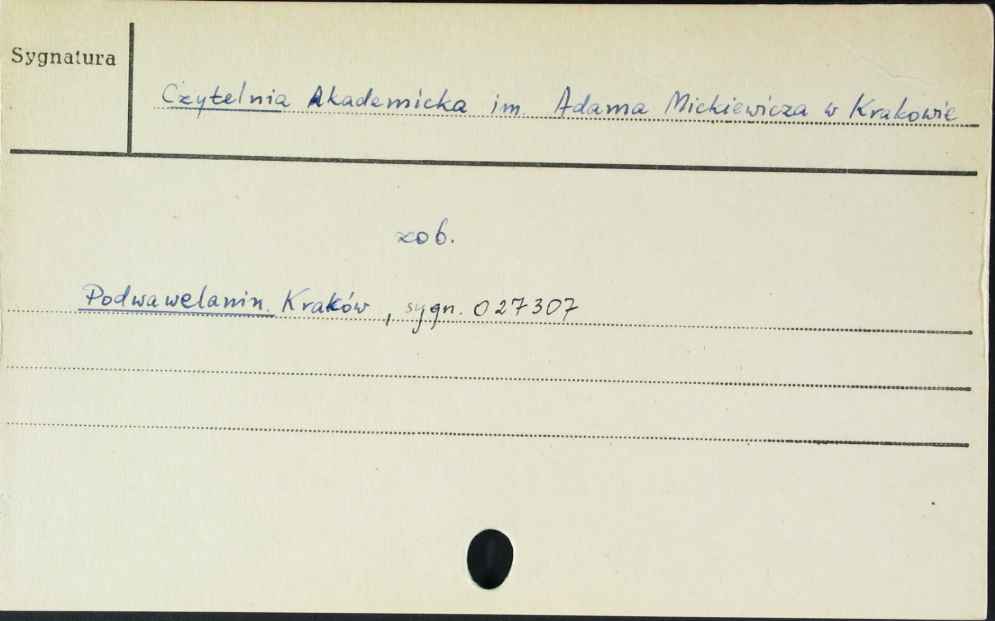 Sygnatura
Czytelnia Akademicka im. Adama Mickiewicza w Krakowie
zob.
Podwawelanin. Kraków, sygn. 027307